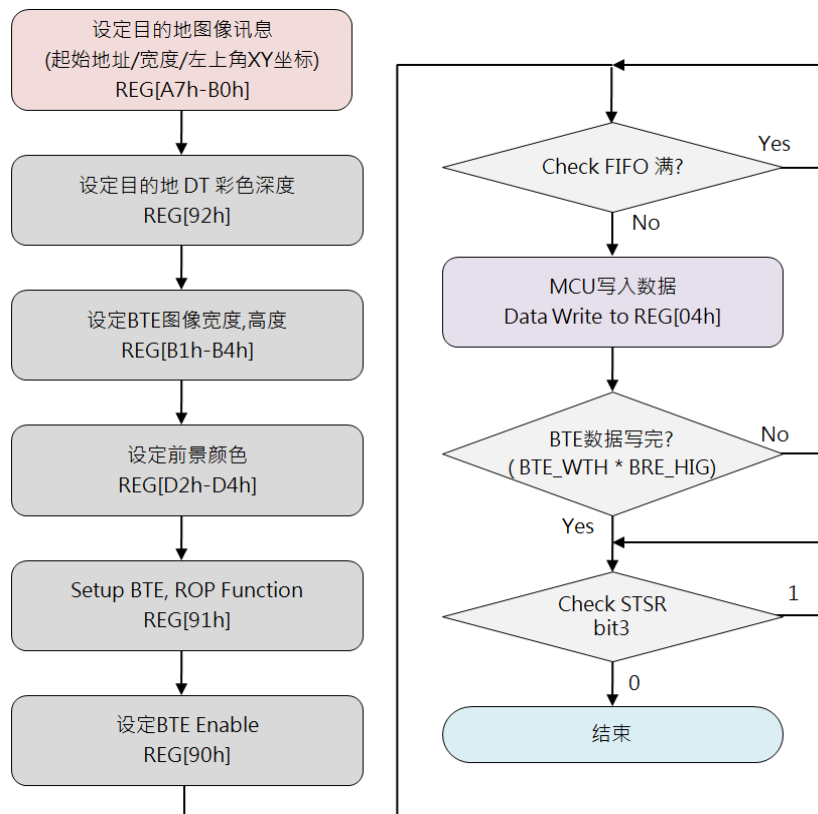 设定目的地图像讯息
(起始地址/宽度/左上角XY坐标)
REG[A7h-B0h]
设定目的地 DT 彩色深度
REG[92h]
设定BTE图像宽度,高度
REG[B1h-B4h]
设定前景颜色
REG[D2h-D4h]
Setup BTE, ROP Function
REG[91h]
设定BTE Enable
REG[90h]
Check FIFO 满?
Yes
No
MCU写入数据
Data Write to REG[04h]
BTE数据写完?
( BTE_WTH * BRE_HIG)
No
Yes
Check STSR
bit3
1
0
结束